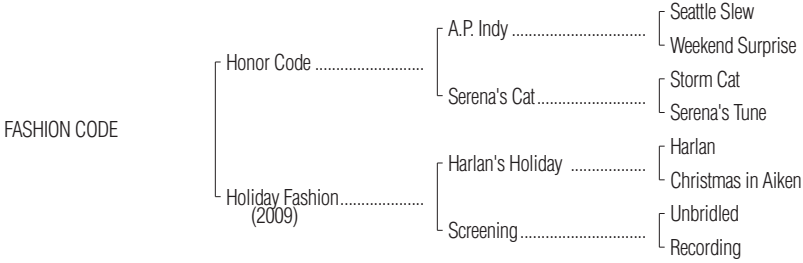 Seattle Slew
A.P. Indy ................................
Weekend Surprise
Honor Code ..........................
Storm Cat
Serena's Cat..........................
Serena's Tune
FASHION CODE
Harlan
Harlan's Holiday ..................
Christmas in Aiken
Holiday Fashion....................
(2009)
Unbridled
Screening..............................
Recording